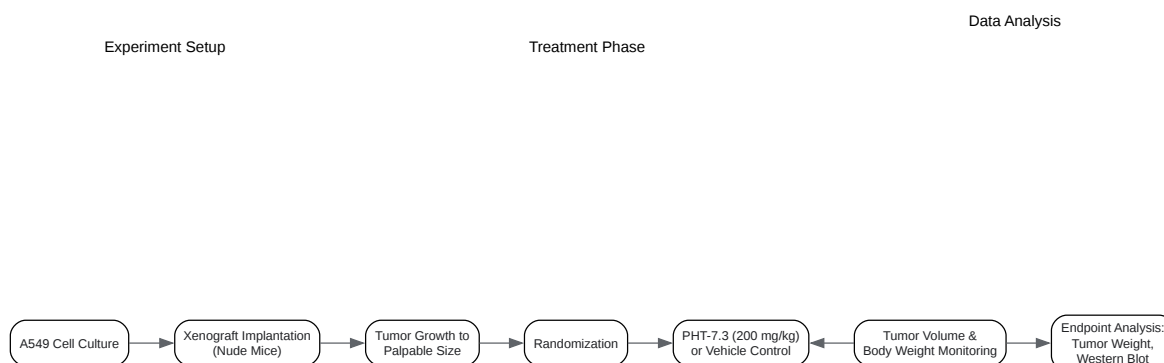 Data Analysis
Experiment Setup
Treatment Phase
A549 Cell Culture
Xenograft Implantation
(Nude Mice)
Tumor Growth to
Palpable Size
Randomization
PHT-7.3 (200 mg/kg)
or Vehicle Control
Tumor Volume &
Body Weight Monitoring
Endpoint Analysis:
Tumor Weight,
Western Blot